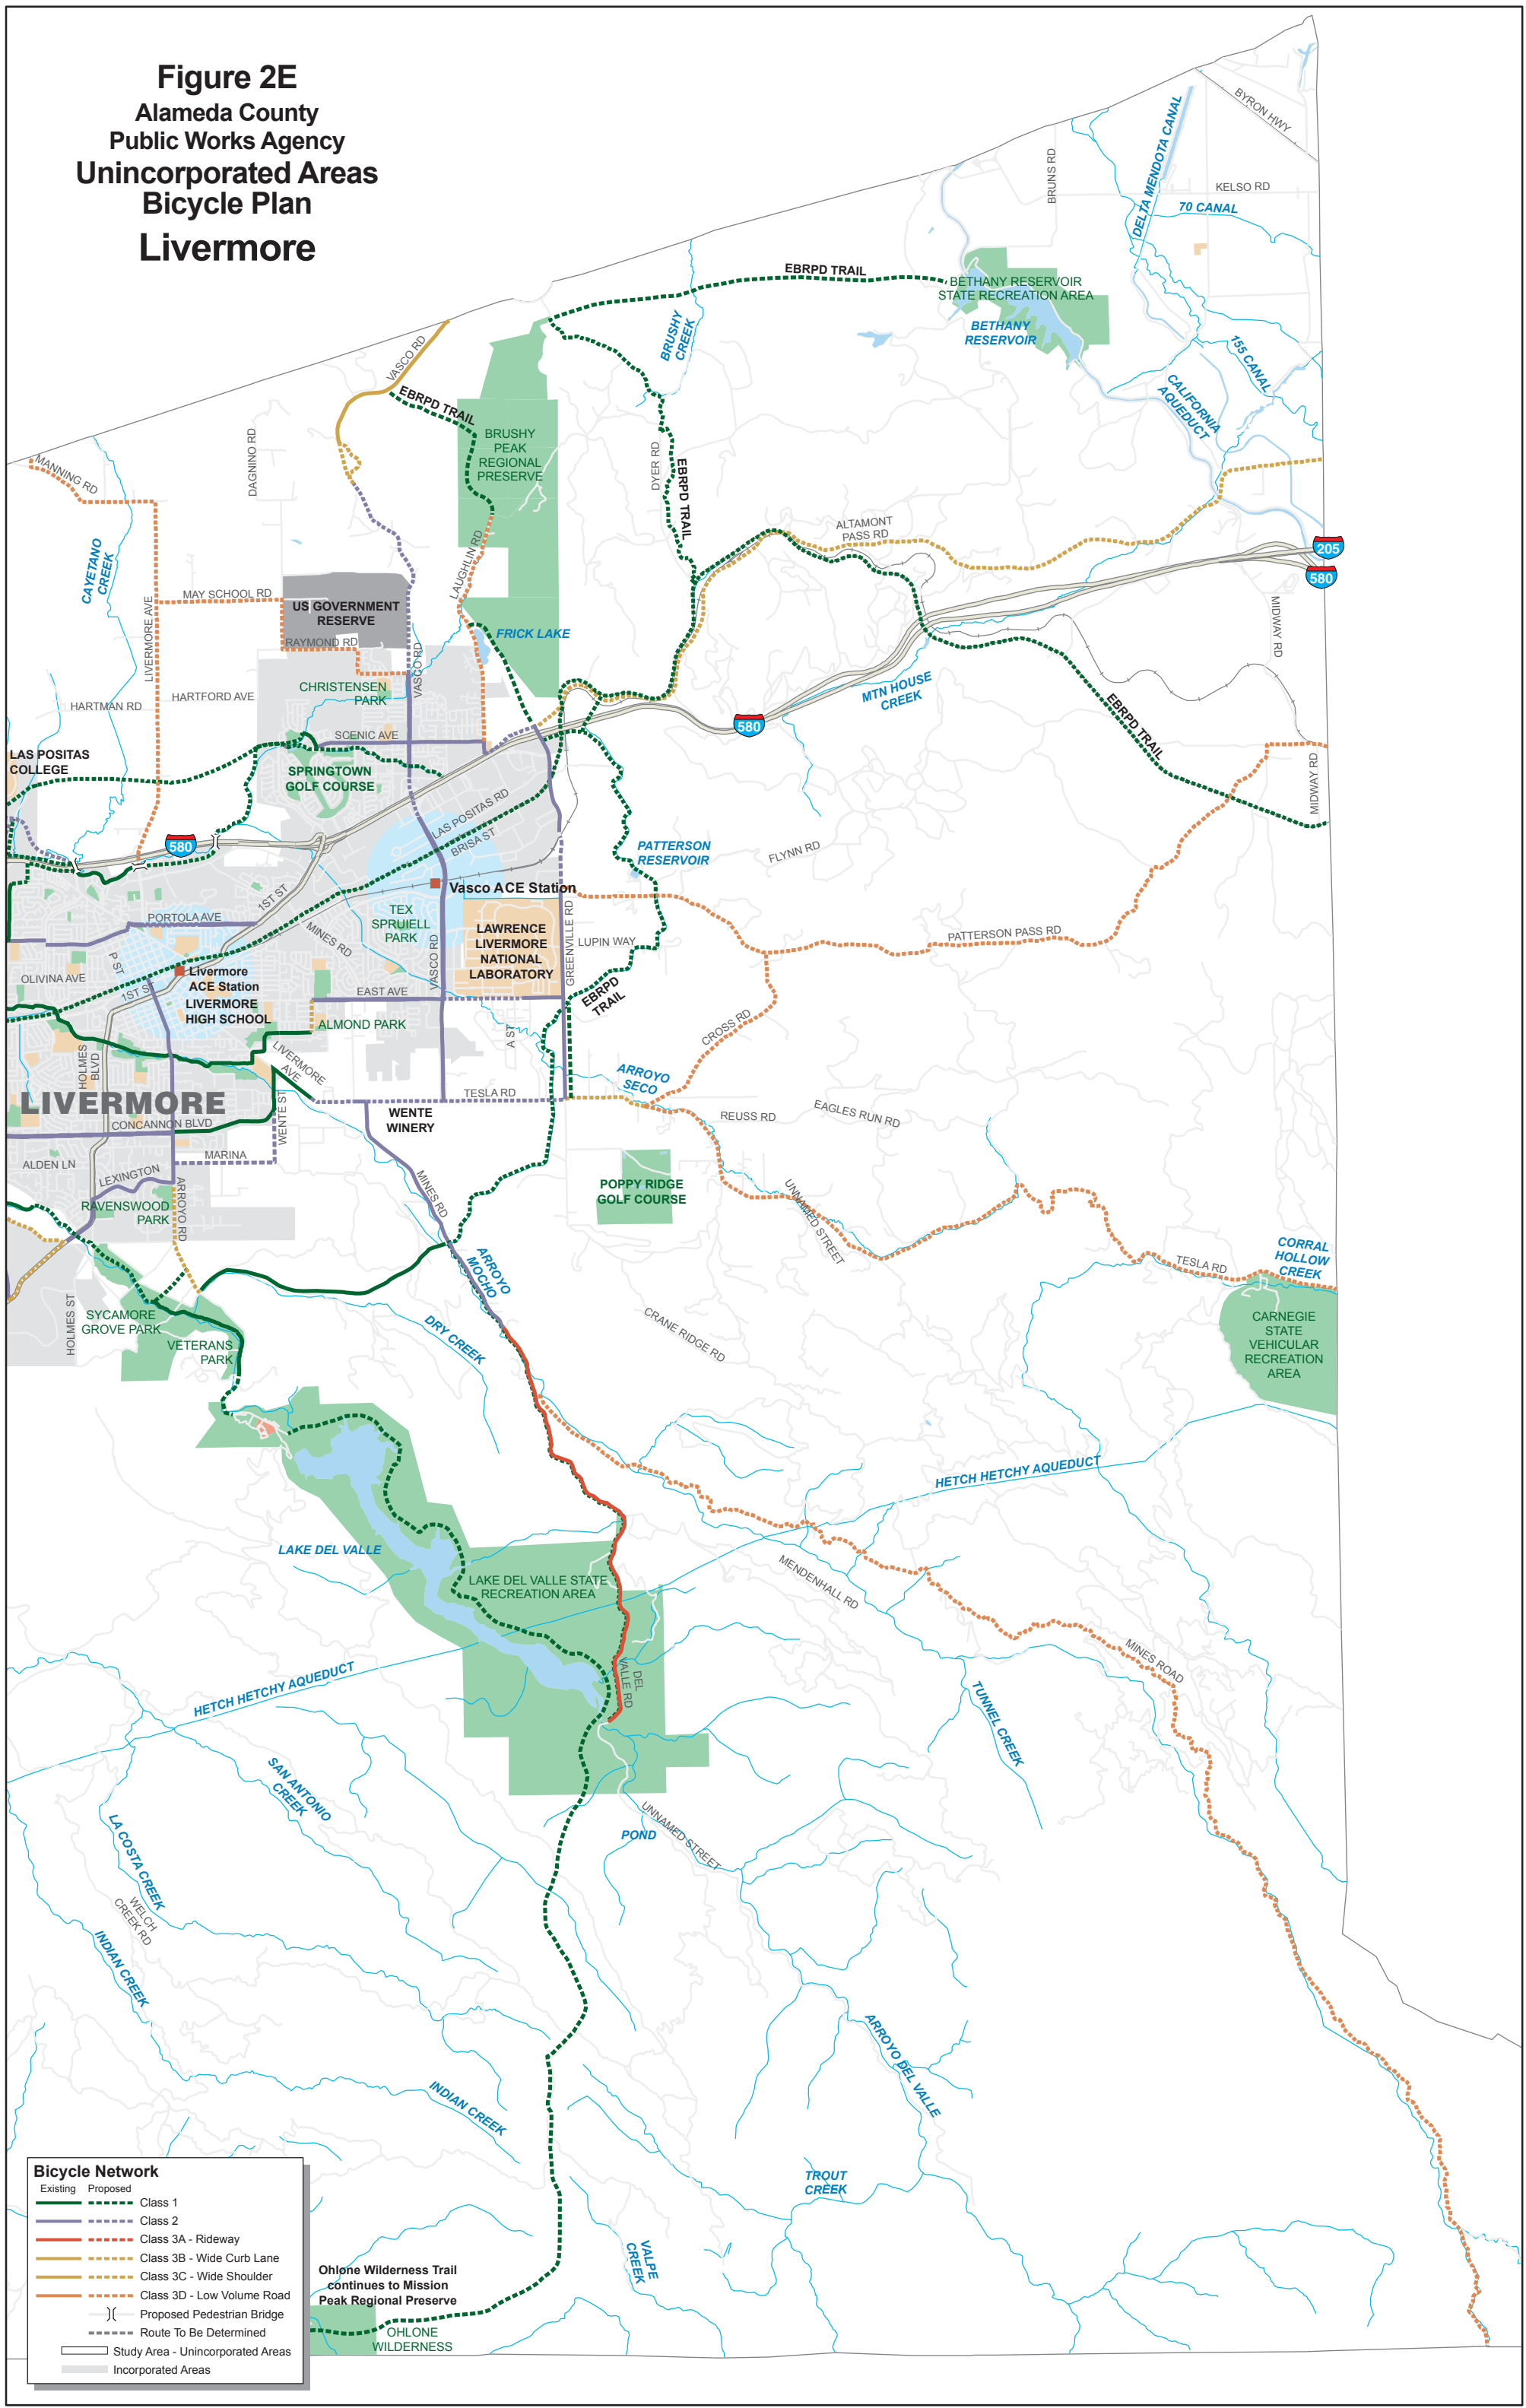 Figure 2E
Alameda County
Public Works Agency
Unincorporated Areas
Bicycle Plan
Livermore
BYRON HWY
DELTA MENDOTA CANAL
BRUNS RD
KELSO RD
70 CANAL
EBRPD TRAIL
BETHANY RESERVOIR
STATE RECREATION AREA
BETHANY
RESERVOIR
BRUSHY
CREEK
155 CANAL
CALIFORNIA
AQUEDUCT
VASCO RD
EBRPD TRAIL
BRUSHY
PEAK
REGIONAL
PRESERVE
DAGNINO RD
MANNING RD
DYER RD
EBRPD TRAIL
ALTAMONT
PASS RD
205
580
CAYETANO
CREEK
LAUGHLIN RD
MAY SCHOOL RD
US GOVERNMENT
RESERVE
LIVERMORE AVE
RAYMOND RD
FRICK LAKE
MIDWAY RD
VASCO RD
CHRISTENSEN
PARK
HARTFORD AVE
HARTMAN RD
MTN HOUSE
CREEK
EBRPD TRAIL
580
SCENIC AVE
LAS POSITAS
COLLEGE
SPRINGTOWN
GOLF COURSE
MIDWAY RD
LAS POSITAS RD
BRISA ST
580
PATTERSON
RESERVOIR
FLYNN RD
Vasco ACE Station
1ST ST
PORTOLA AVE
TEX
SPRUIELL
PARK
MINES RD
LAWRENCE
LIVERMORE
NATIONAL
LABORATORY
GREENVILLE RD
LUPIN WAY
PATTERSON PASS RD
VASCO RD
P ST
OLIVINA AVE
Livermore
ACE Station
1ST ST
LIVERMORE
HIGH SCHOOL
EAST AVE
EBRPD
TRAIL
ALMOND PARK
A ST
CROSS RD
HOLMES
BLVD
LIVERMORE
AVE
ARROYO
SECO
TESLA RD
LIVERMORE
WENTE ST
WENTE
WINERY
REUSS RD
EAGLES RUN RD
CONCANNON BLVD
MARINA
ALDEN LN
LEXINGTON
ARROYO RD
RAVENSWOOD
PARK
MINES RD
POPPY RIDGE
GOLF COURSE
UNNAMED STREET
ARROYO
MOCHO
CORRAL
HOLLOW
CREEK
TESLA RD
HOLMES ST
SYCAMORE
GROVE PARK
VETERANS
PARK
DRY CREEK
CRANE RIDGE RD
CARNEGIE
STATE
VEHICULAR
RECREATION
AREA
HETCH HETCHY AQUEDUCT
LAKE DEL VALLE
LAKE DEL VALLE STATE
RECREATION AREA
MENDENHALL RD
MINES ROAD
DEL
VALLE RD
HETCH HETCHY AQUEDUCT
TUNNEL CREEK
SAN ANTONIO
CREEK
LA COSTA CREEK
POND
UNNAMED STREET
WELCH
CREEK RD
INDIAN CREEK
ARROYO DEL VALLE
INDIAN CREEK
TROUT
CREEK
VALPE
CREEK
Ohlone Wilderness Trail
continues to Mission
Peak Regional Preserve
OHLONE
WILDERNESS
Bicycle Network
Existing Proposed
Class 1
Class 2
Class 3A - Rideway
Class 3B - Wide Curb Lane
Class 3C - Wide Shoulder
Class 3D - Low Volume Road
Proposed Pedestrian Bridge
Route To Be Determined
Study Area - Unincorporated Areas
Incorporated Areas